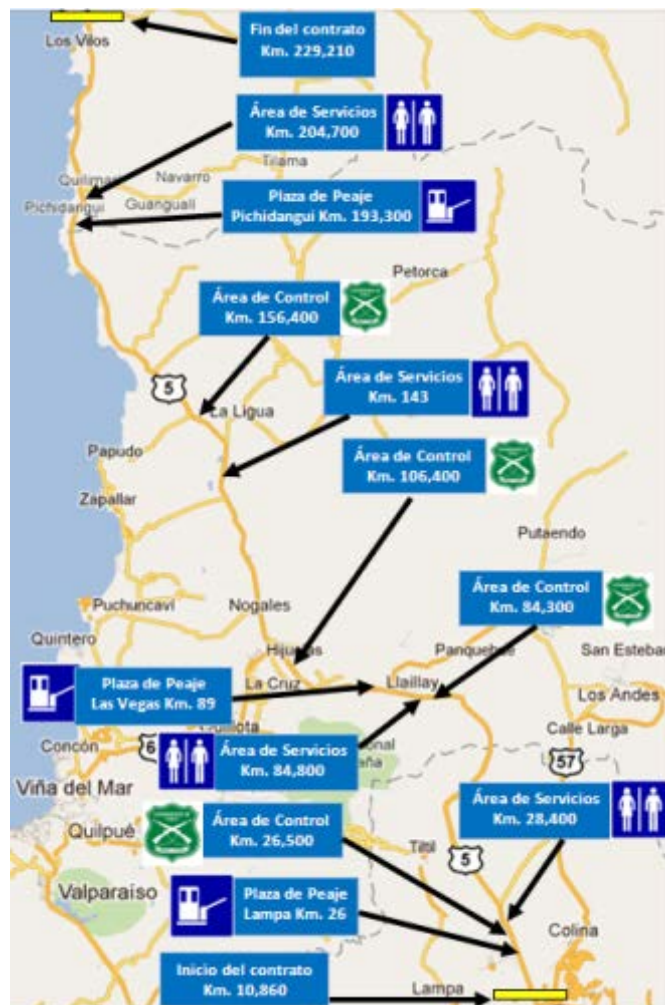 Fin del contrato
Km. 229,210
Los Vilos
Área de Servicios
Km. 204,700
Tilama
Navarro
Guanguali
Pichidangui
Plaza de Peaje
Pichidangui Km. 193,300
Petorca
Área de Control
Km. 156,400
5
La Ligua
Área de Servicios
Km. 143
Papudo
Área de Control
Km. 106,400
Zapallar
Putaendo
Área de Control
Km. 84,300
Puchuncaví
Nogales
Quintero
San Esteban
Plaza de Peaje
Las Vegas Km. 89
La Cruz
Llaillay
Los Andes
Calle Larga
Concón
6
Área de Servicios
Km. 84,800
57
Viña del Mar
Área de Servicios
Km. 28,400
Quilpué
Área de Control
Km. 26,500
Tiltil
5
Valparaíso
Plaza de Peaje
Lampa Km. 26
Colina
Inicio del contrato
Km. 10,860
Lampa